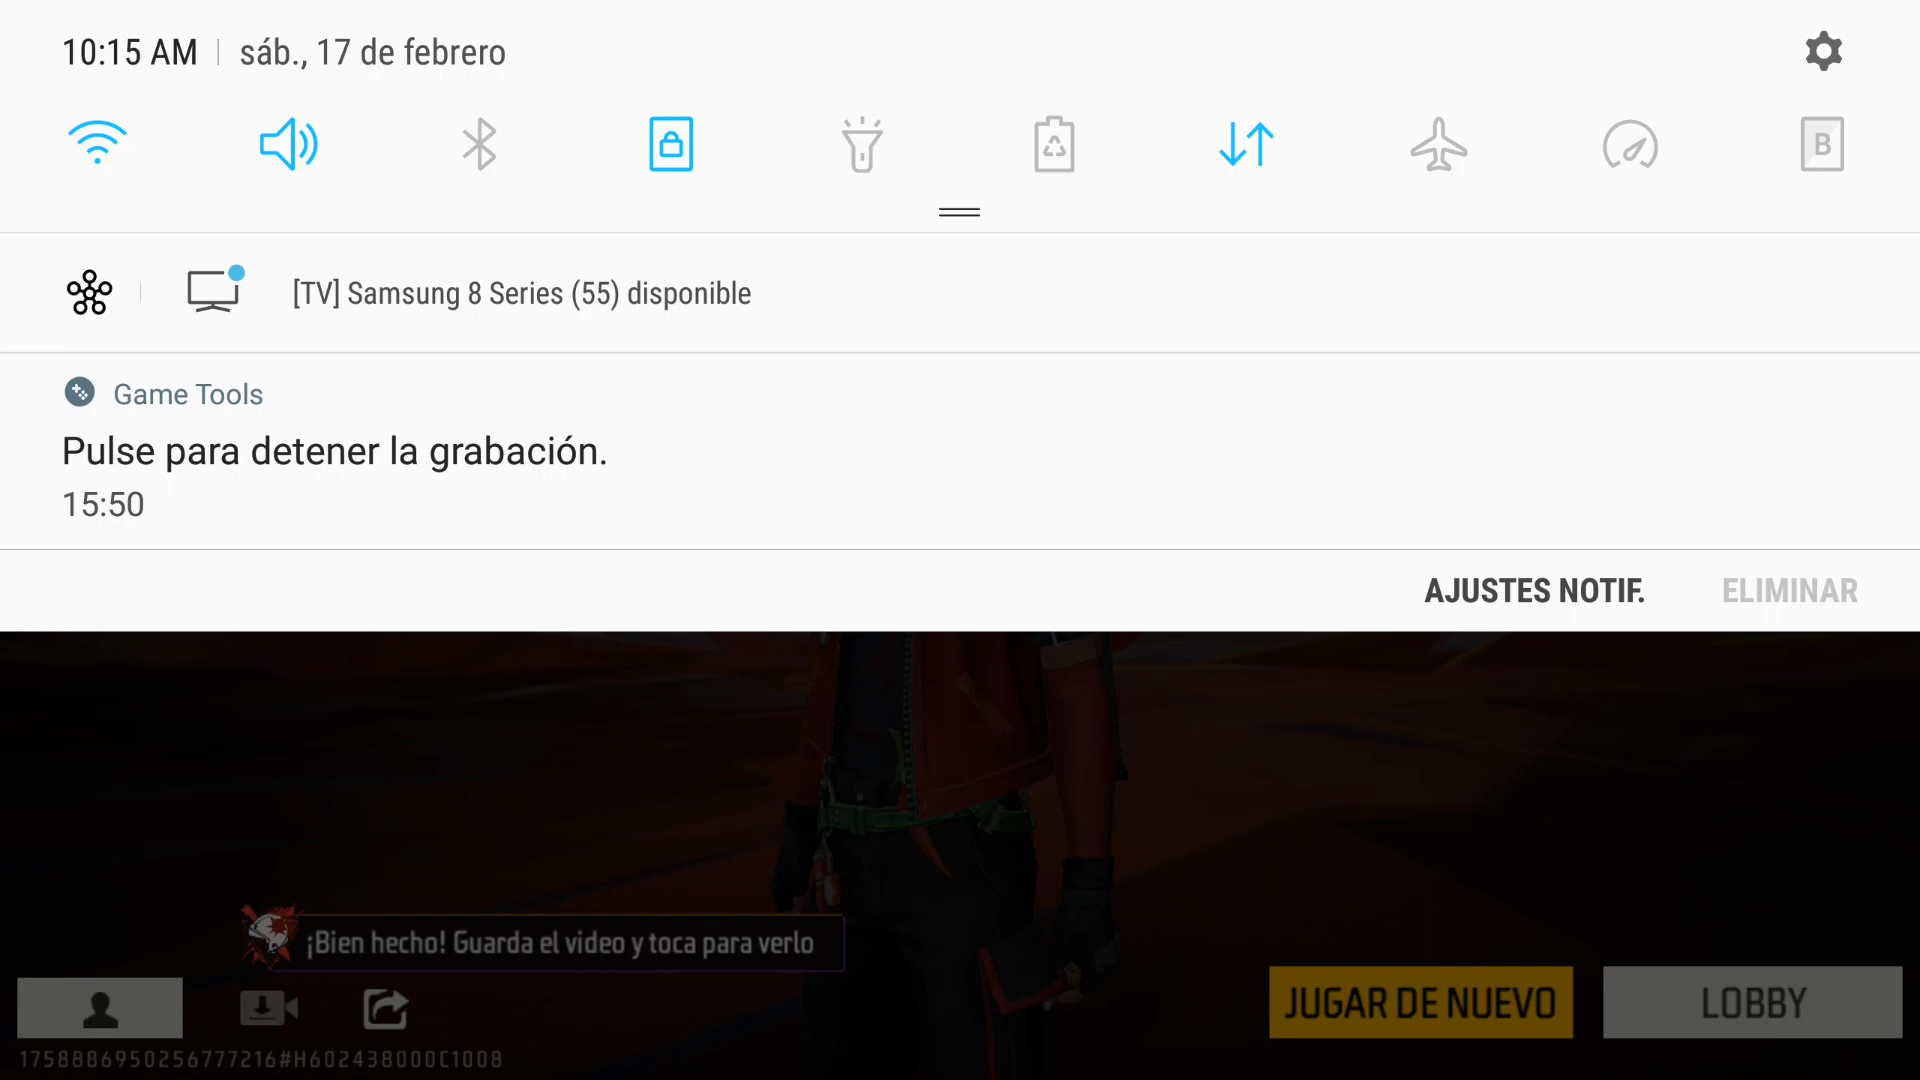 10:15 AM | sáb., 17 de febrero
B
[TV] Samsung 8 Series (55) disponible
Game Tools
Pulse para detener la grabación.
15:50
AJUSTES NOTIF. ELIMINAR
¡Bien hecho! Guarda el video y toca para verlo
JUGAR DE NUEVO LOBBY
1758886950256777216#H602438000C1008